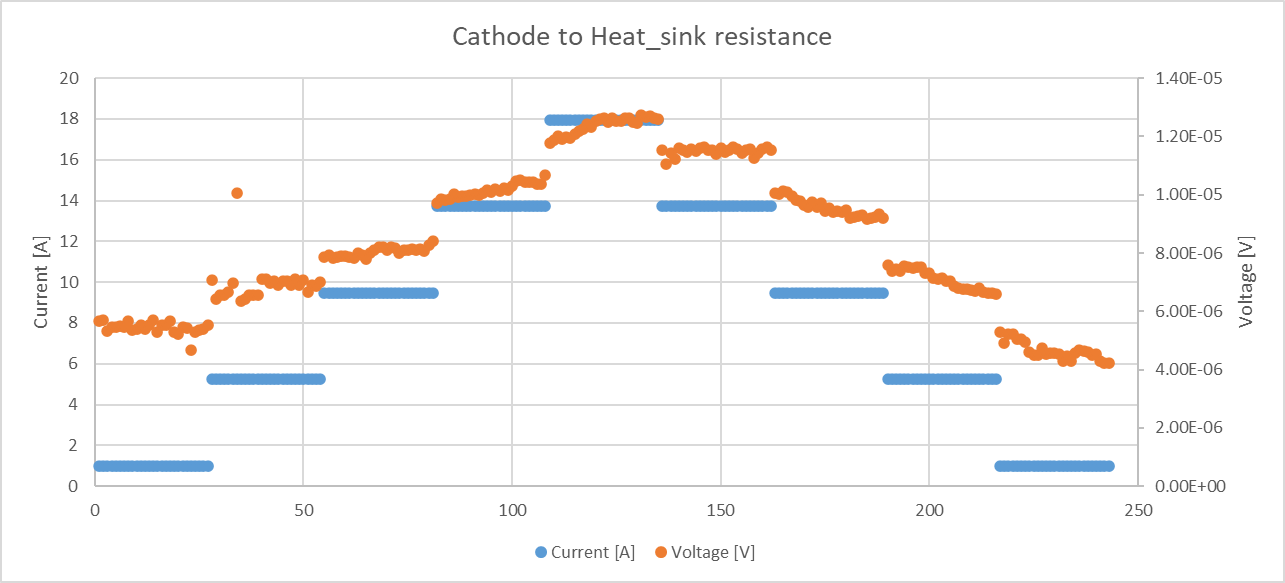 Cathode to Heat_sink resistance
20
18
16
14
12
10
8
6
4
2
0
Current [A]
1.40E-05
1.20E-05
1.00E-05
8.00E-06
6.00E-06
4.00E-06
2.00E-06
0.00E+00
Voltage [V]
0 50 100 150 200 250
Current [A] Voltage [V]